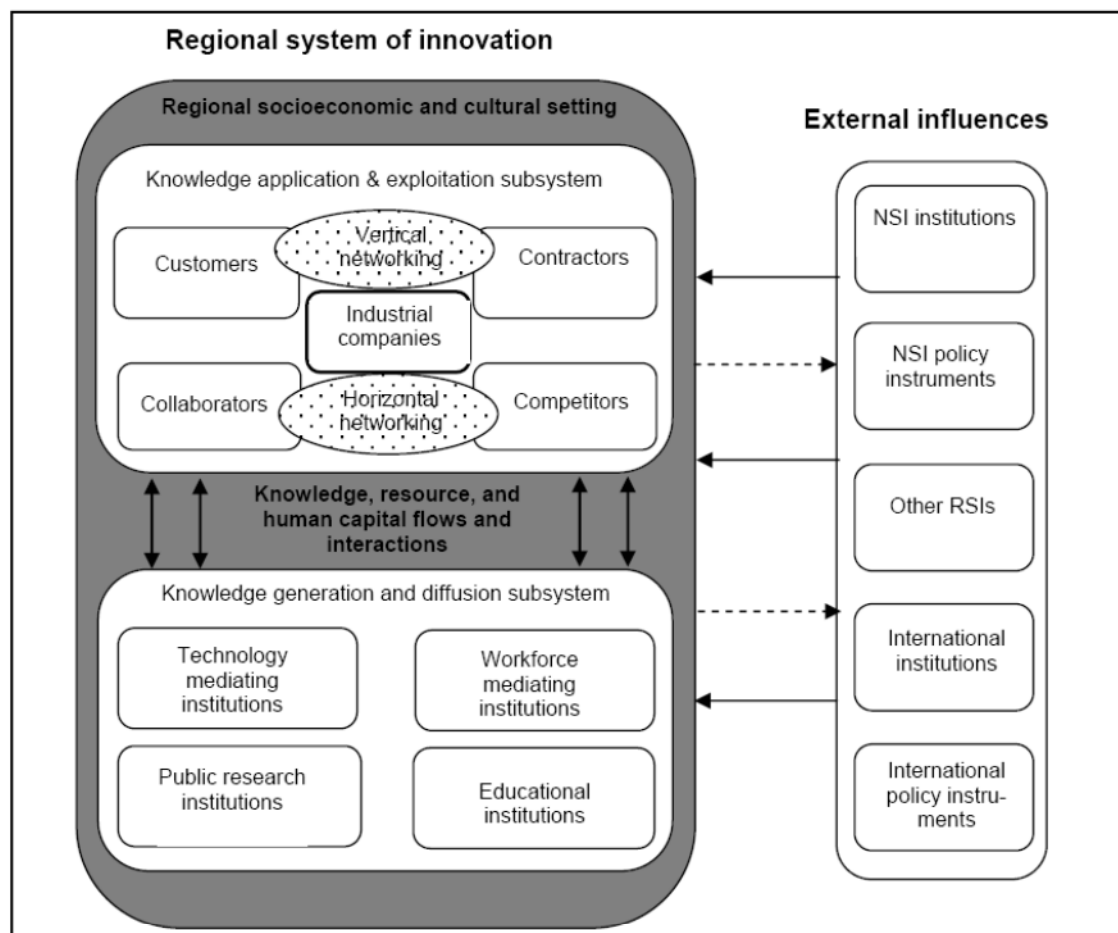 Regional system of innovation
Regional socioeconomic and cultural setting
Knowledge application & exploitation subsystem
Customers
Vertical
networking
Contractors
Industrial
companies
Collaborators
Horizontal
networking
Competitors
Knowledge, resource, and
human capital flows and
interactions
Knowledge generation and diffusion subsystem
Technology
mediating
institutions
Workforce
mediating
institutions
Public research
institutions
Educational
institutions
External influences
NSI institutions
NSI policy
instruments
Other RSIs
International
institutions
International
policy instru-
ments